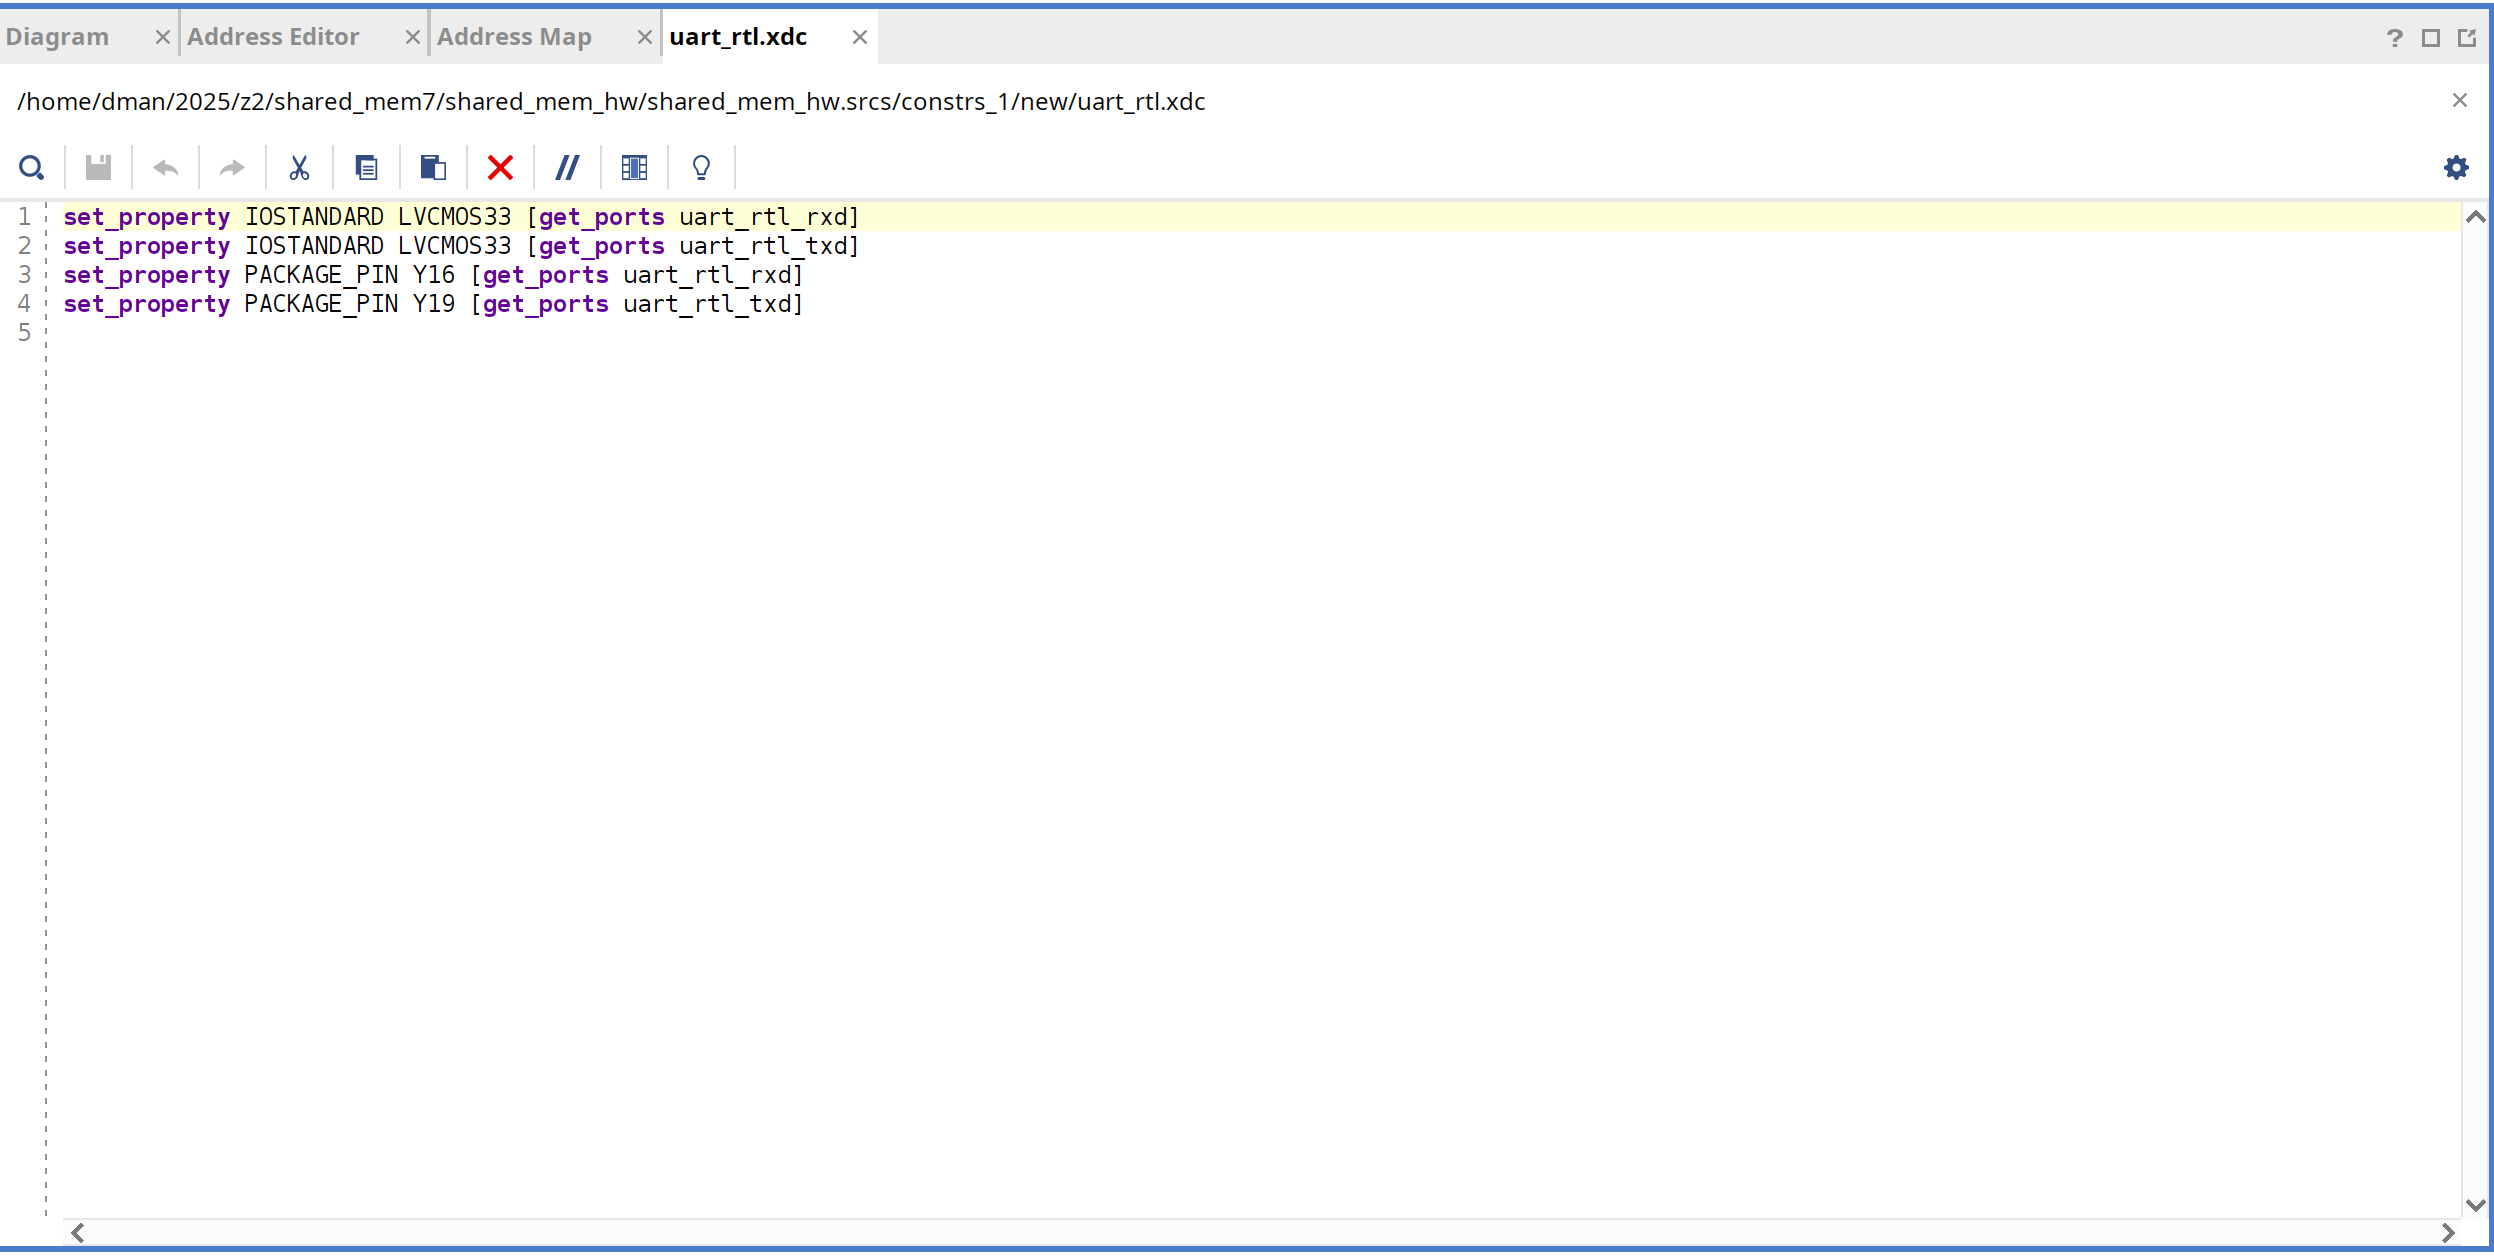 Diagram Address Editor Address Map uart_rtl.xdc ?
/home/dman/2025/z2/shared_mem7/shared_mem_hw/shared_mem_hw.srcs/constrs_1/new/uart_rtl.xdc
1 set_property IOSTANDARD LVCMOS33 [get_ports uart_rtl_rxd]
2 set_property IOSTANDARD LVCMOS33 [get_ports uart_rtl_txd]
3 set_property PACKAGE_PIN Y16 [get_ports uart_rtl_rxd]
4 set_property PACKAGE_PIN Y19 [get_ports uart_rtl_txd]
5